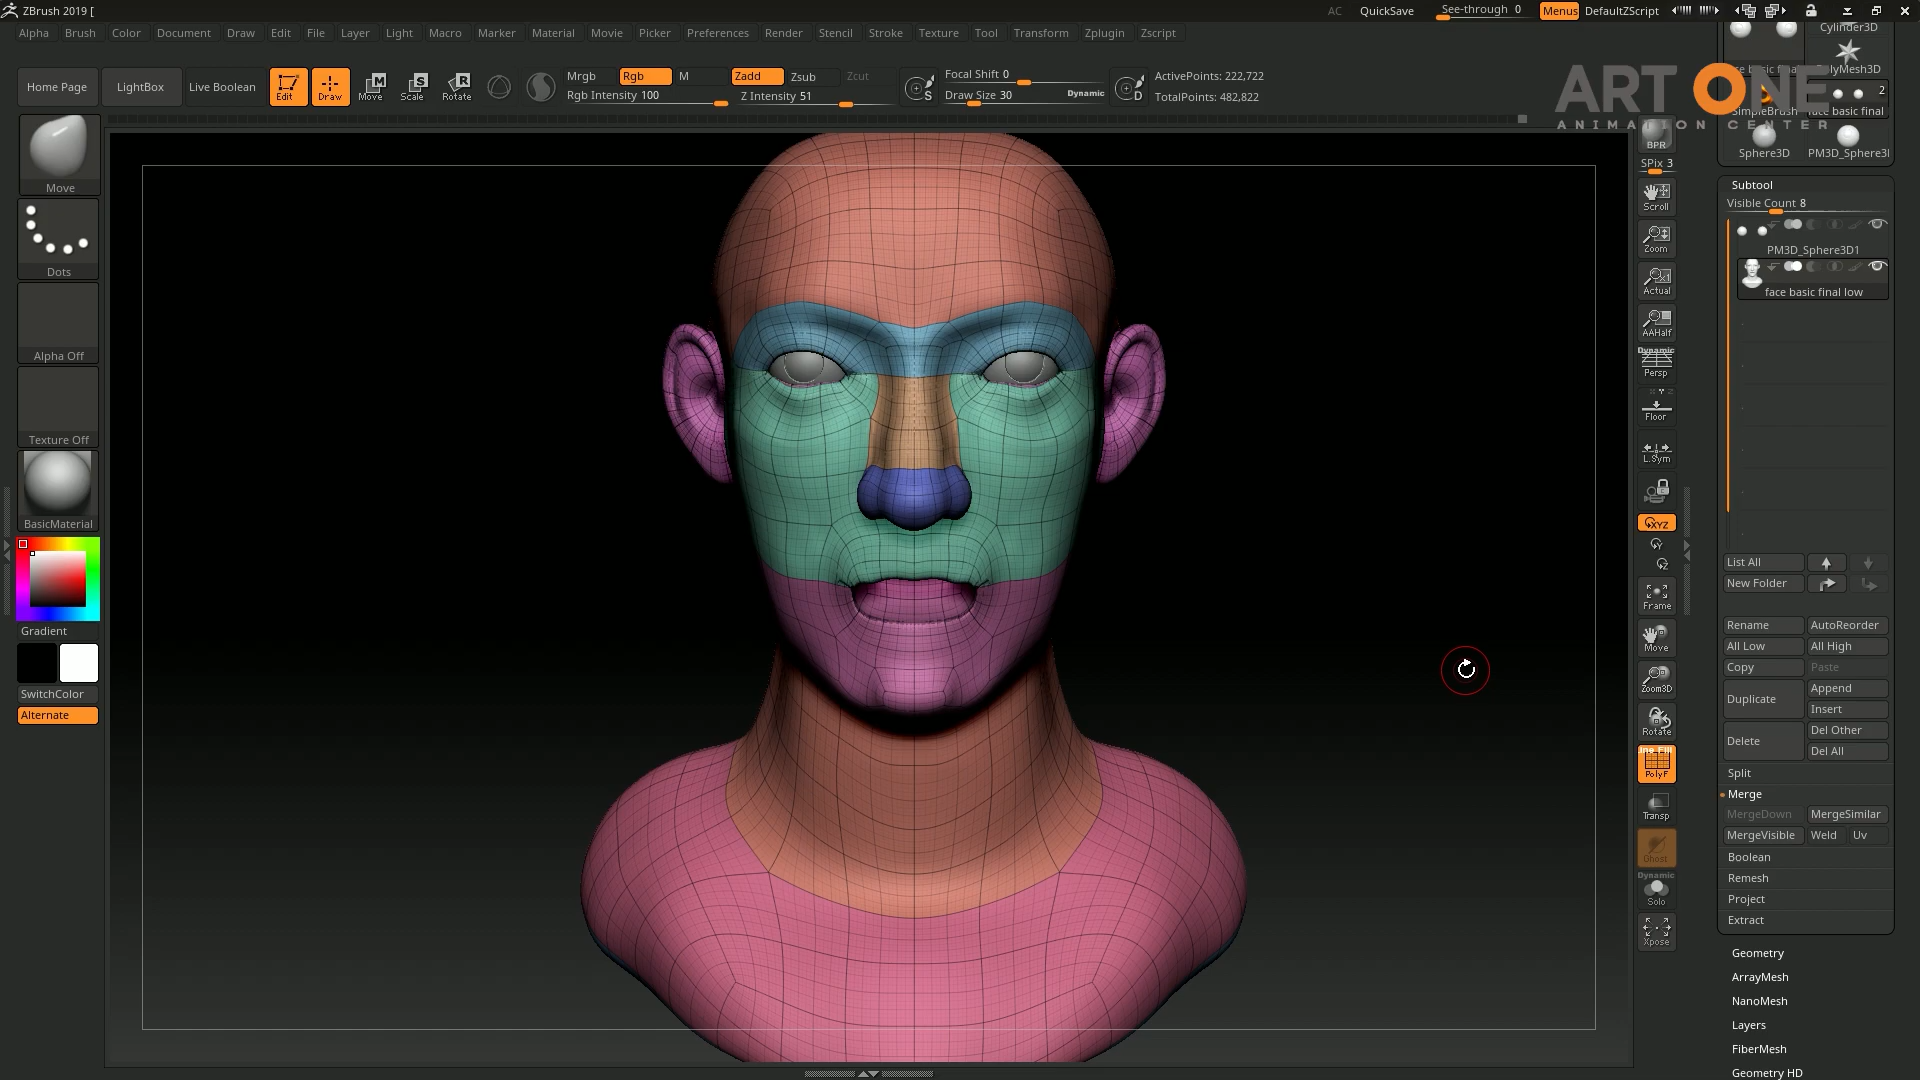 ZBrush 2019 [
AC QuickSave See-through 0 Menus DefaultZScript
Alpha Brush Color Document Draw Edit File Layer Light Macro Marker Material Movie Picker Preferences Render Stencil Stroke Texture Tool Transform Zplugin Zscript
Home Page LightBox Live Boolean Edit Draw Move Scale Rotate
Mrgb Rgb M Zadd Zsub Zcut
Rgb Intensity 100 Z Intensity 51
Focal Shift 0
Draw Size 30 Dynamic
ActivePoints: 222,722
TotalPoints: 482,822
S
D
M
S
R
Move
Dots
Alpha Off
Texture Off
BasicMaterial
Gradient
SwitchColor
Alternate
BPR
SPix 3
Scroll
Zoom
Actual
AAHalf
Dynamic
Persp
Floor
L.Sym
XYZ
Y
Z
Frame
Move
Zoom3D
Rotate
Line Fill
PolyF
Transp
Ghost
Dynamic
Solo
Xpose
Cylinder3D
PolyMesh3D
ART ONE
ANIMATION CENTER
2
SimpleBrush face basic final
Sphere3D PM3D_Sphere3
Subtool
Visible Count 8
PM3D_Sphere3D1
face basic final low
List All
New Folder
Rename AutoReorder
All Low All High
Copy Paste
Duplicate Append
Insert
Delete Del Other
Del All
Split
Merge
MergeDown MergeSimilar
MergeVisible Weld Uv
Boolean
Remesh
Project
Extract
Geometry
ArrayMesh
NanoMesh
Layers
FiberMesh
Geometry HD